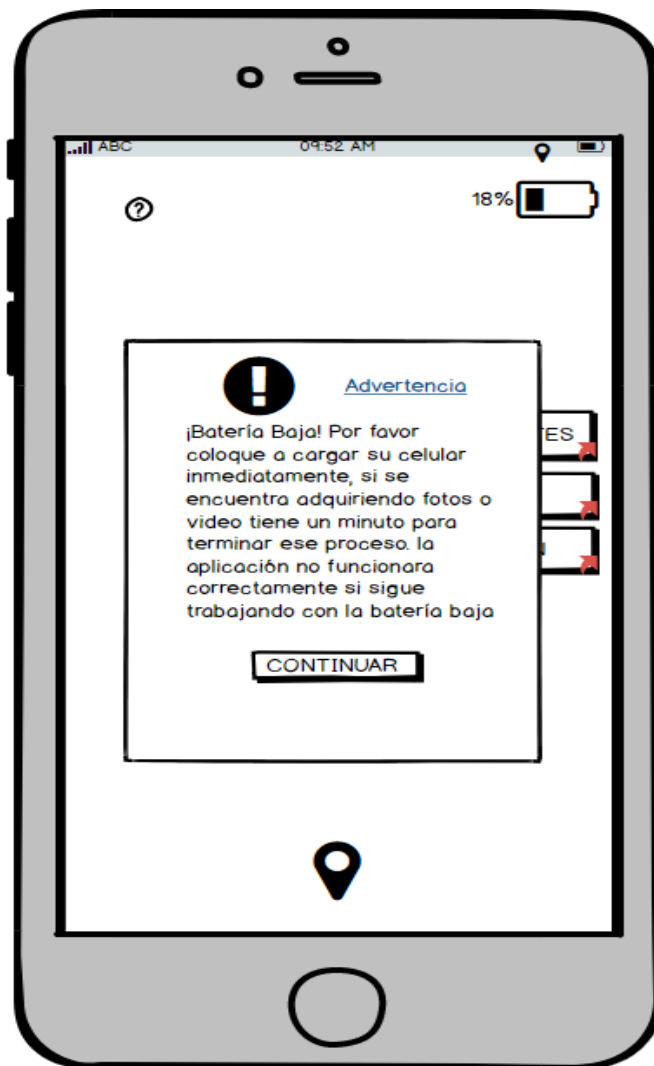 ABC 09:52 AM
?
18%
! Advertencia
¡Batería Baja! Por favor
coloque a cargar su celular
inmediatamente, si se
encuentra adquiriendo fotos o
video tiene un minuto para
terminar ese proceso. la
aplicación no funcionara
correctamente si sigue
trabajando con la batería baja
TES
CONTINUAR